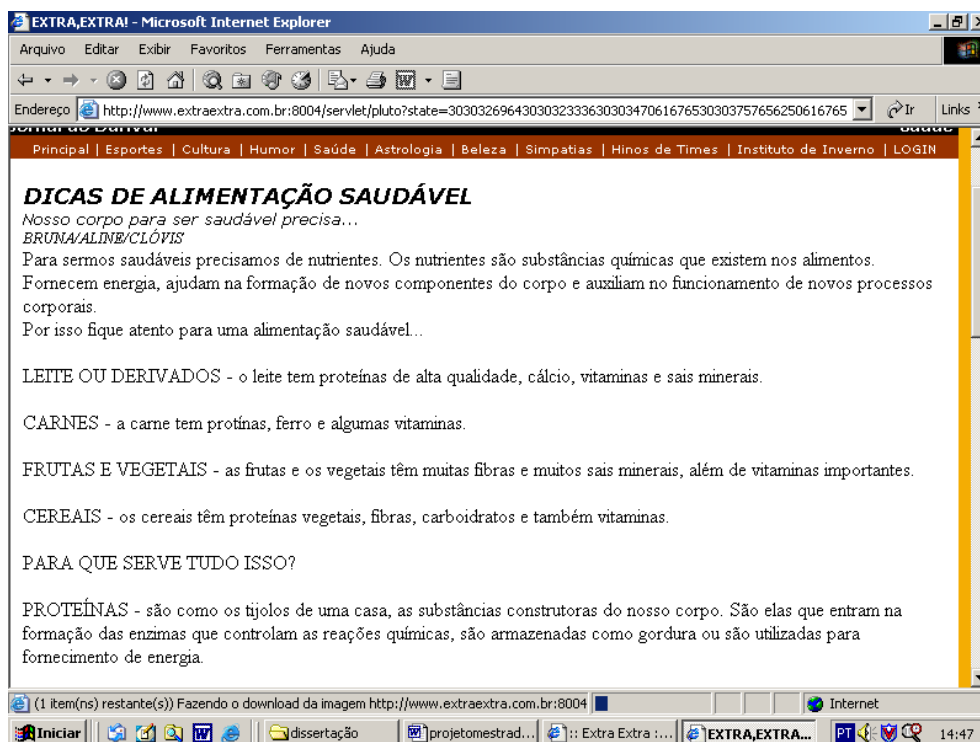 EXTRA,EXTRA! - Microsoft Internet Explorer
Arquivo Editar Exibir Favoritos Ferramentas Ajuda
Endereço http://www.extraextra.com.br:8004/servlet/pluto?state=303032696430303233363030347061676530303757656250616765 Ir Links
Jornal do Durival Saúde
Principal | Esportes | Cultura | Humor | Saúde | Astrologia | Beleza | Simpatias | Hinos de Times | Instituto de Inverno | LOGIN
DICAS DE ALIMENTAÇÃO SAUDÁVEL
Nosso corpo para ser saudável precisa...
BRUNA/ALINE/CLÓVIS
Para sermos saudáveis precisamos de nutrientes. Os nutrientes são substâncias químicas que existem nos alimentos.
Fornecem energia, ajudam na formação de novos componentes do corpo e auxiliam no funcionamento de novos processos
corporais.
Por isso fique atento para uma alimentação saudável...
LEITE OU DERIVADOS - o leite tem proteínas de alta qualidade, cálcio, vitaminas e sais minerais.
CARNES - a carne tem protínas, ferro e algumas vitaminas.
FRUTAS E VEGETAIS - as frutas e os vegetais têm muitas fibras e muitos sais minerais, além de vitaminas importantes.
CEREAIS - os cereais têm proteínas vegetais, fibras, carboidratos e também vitaminas.
PARA QUE SERVE TUDO ISSO?
PROTEÍNAS - são como os tijolos de uma casa, as substâncias construtoras do nosso corpo. São elas que entram na
formação das enzimas que controlam as reações químicas, são armazenadas como gordura ou são utilizadas para
fornecimento de energia.
(1 item(ns) restante(s)) Fazendo o download da imagem http://www.extraextra.com.br:8004 Internet
Iniciar dissertação projetomestrad... :: Extra Extra :... EXTRA,EXTRA... PT 14:47